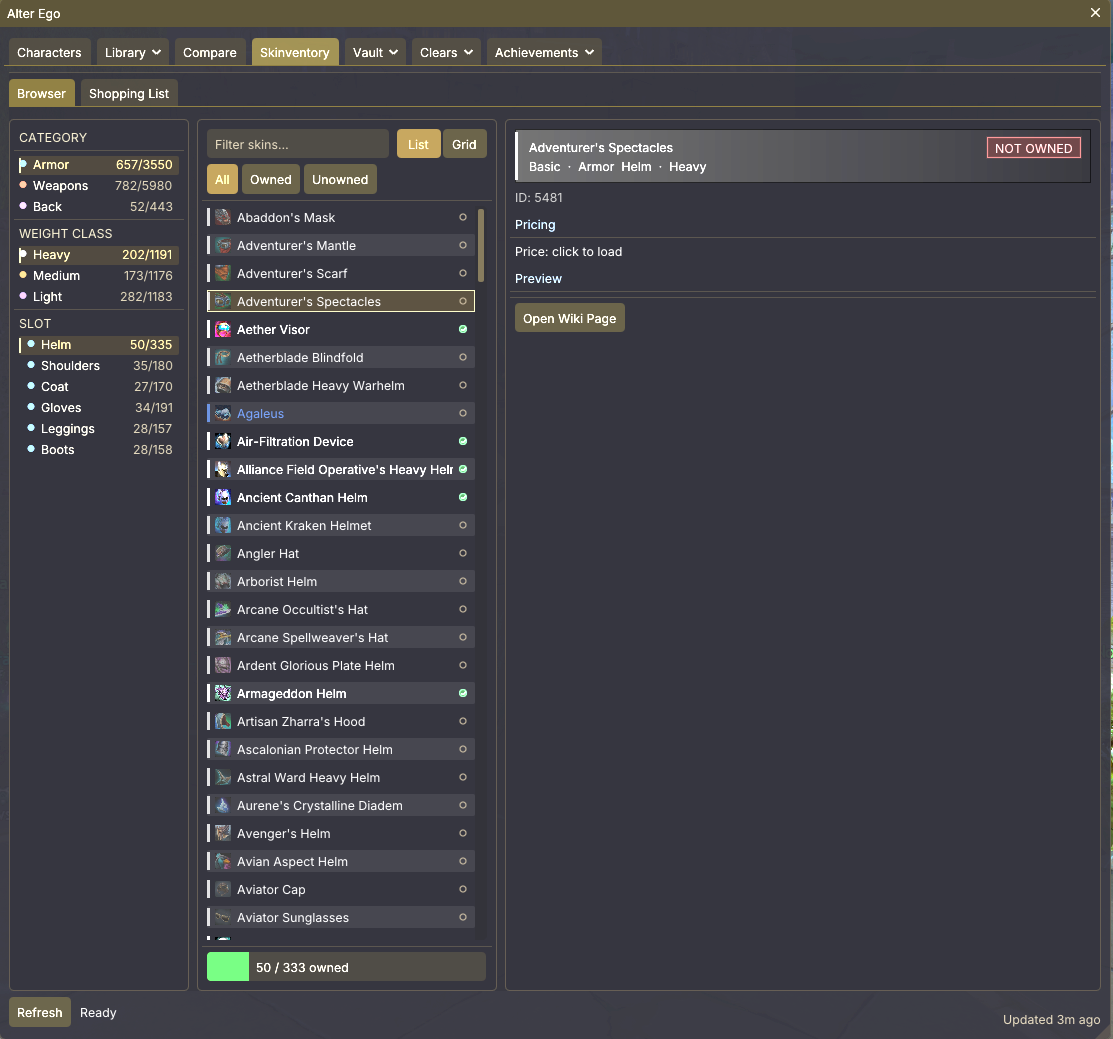 Alter Ego
Characters Library Compare Skinventory Vault Clears Achievements
Browser Shopping List
CATEGORY
Armor 657/3550
Weapons 782/5980
Back 52/443
WEIGHT CLASS
Heavy 202/1191
Medium 173/1176
Light 282/1183
SLOT
Helm 50/335
Shoulders 35/180
Coat 27/170
Gloves 34/191
Leggings 28/157
Boots 28/158
Filter skins... List Grid
All Owned Unowned
Abaddon's Mask
Adventurer's Mantle
Adventurer's Scarf
Adventurer's Spectacles
Aether Visor
Aetherblade Blindfold
Aetherblade Heavy Warhelm
Agaleus
Air-Filtration Device
Alliance Field Operative's Heavy Helr
Ancient Canthan Helm
Ancient Kraken Helmet
Angler Hat
Arborist Helm
Arcane Occultist's Hat
Arcane Spellweaver's Hat
Ardent Glorious Plate Helm
Armageddon Helm
Artisan Zharra's Hood
Ascalonian Protector Helm
Astral Ward Heavy Helm
Aurene's Crystalline Diadem
Avenger's Helm
Avian Aspect Helm
Aviator Cap
Aviator Sunglasses
50 / 333 owned
Adventurer's Spectacles
NOT OWNED
Basic · Armor Helm · Heavy
ID: 5481
Pricing
Price: click to load
Preview
Open Wiki Page
Refresh Ready
Updated 3m ago